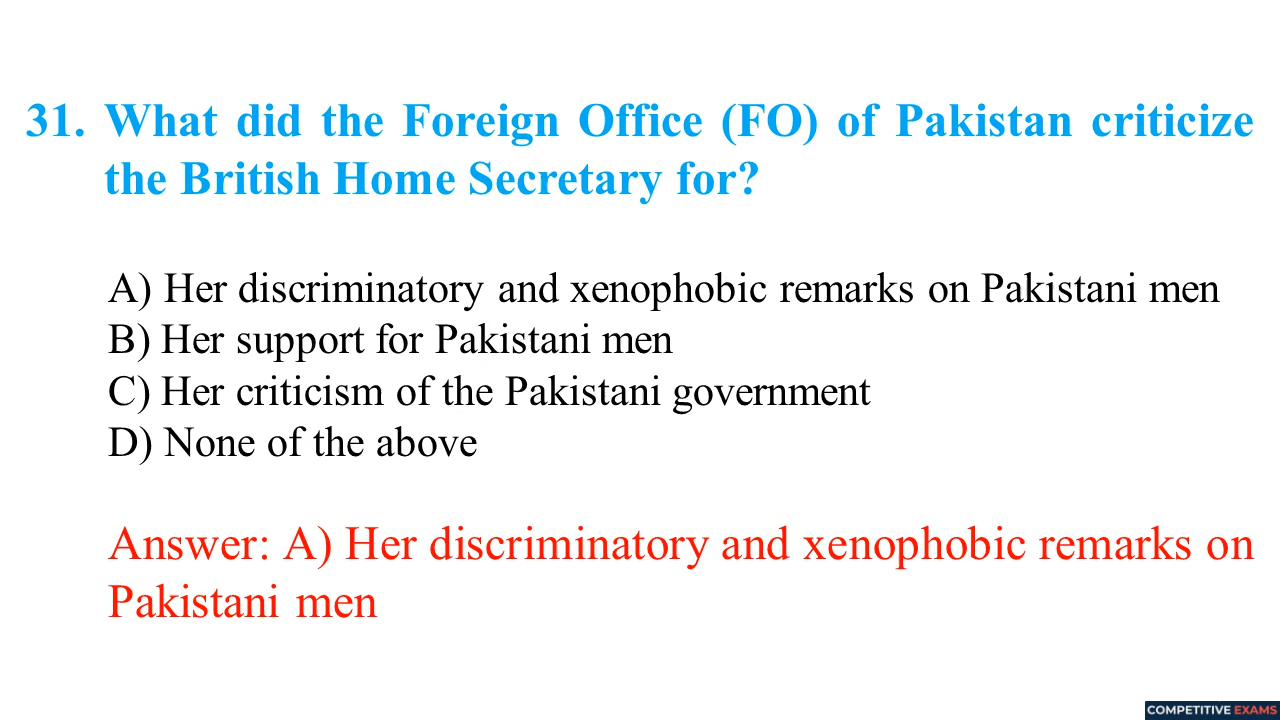 31. What did the Foreign Office (FO) of Pakistan criticize
the British Home Secretary for?
A) Her discriminatory and xenophobic remarks on Pakistani men
B) Her support for Pakistani men
C) Her criticism of the Pakistani government
D) None of the above
Answer: A) Her discriminatory and xenophobic remarks on
Pakistani men
COMPETITIVE EXAMS